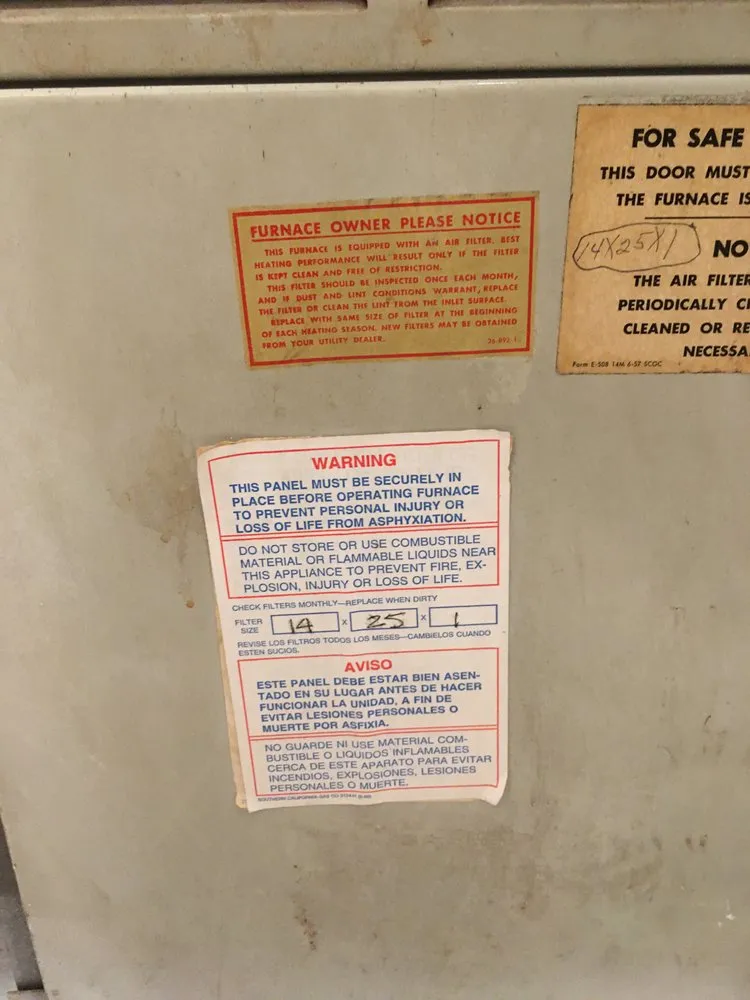 FURNACE OWNER PLEASE NOTICE
THIS FURNACE IS EQUIPPED WITH AN AIR FILTER. BEST
HEATING PERFORMANCE WILL RESULT ONLY IF THE FILTER
IS KEPT CLEAN AND FREE OF RESTRICTION.
THIS FILTER SHOULD BE INSPECTED ONCE EACH MONTH,
AND IF DUST AND LINT CONDITIONS WARRANT, REPLACE
THE FILTER OR CLEAN THE LINT FROM THE INLET SURFACE.
REPLACE WITH SAME SIZE OF FILTER AT THE BEGINNING
OF EACH HEATING SEASON. NEW FILTERS MAY BE OBTAINED
FROM YOUR UTILITY DEALER.
FOR SAFE
THIS DOOR MUST
THE FURNACE IS
14X25X1
NO
THE AIR FILTER
PERIODICALLY
CLEANED OR RE
NECESSA
Form E-508 14M 6-57 SCGC
WARNING
THIS PANEL MUST BE SECURELY IN
PLACE BEFORE OPERATING FURNACE
TO PREVENT PERSONAL INJURY OR
LOSS OF LIFE FROM ASPHYXIATION.
DO NOT STORE OR USE COMBUSTIBLE
MATERIAL OR FLAMMABLE LIQUIDS NEAR
THIS APPLIANCE TO PREVENT FIRE, EX-
PLOSION, INJURY OR LOSS OF LIFE.
CHECK FILTERS MONTHLY—REPLACE WHEN DIRTY
FILTER SIZE 14 x 25 x 1
REVISE LOS FILTROS TODOS LOS MESES—CAMBIELOS CUANDO
ESTEN SUCIOS.
AVISO
ESTE PANEL DEBE ESTAR BIEN ASEN-
TADO EN SU LUGAR ANTES DE HACER
FUNCIONAR LA UNIDAD, A FIN DE
EVITAR LESIONES PERSONALES O
MUERTE POR ASFIXIA.
NO GUARDE NI USE MATERIAL COM-
BUSTIBLE O LIQUIDOS INFLAMABLES
CERCA DE ESTE APARATO PARA EVITAR
INCENDIOS, EXPLOSIONES, LESIONES
PERSONALES O MUERTE.
SOUTHERN CALIFORNIA GAS CO